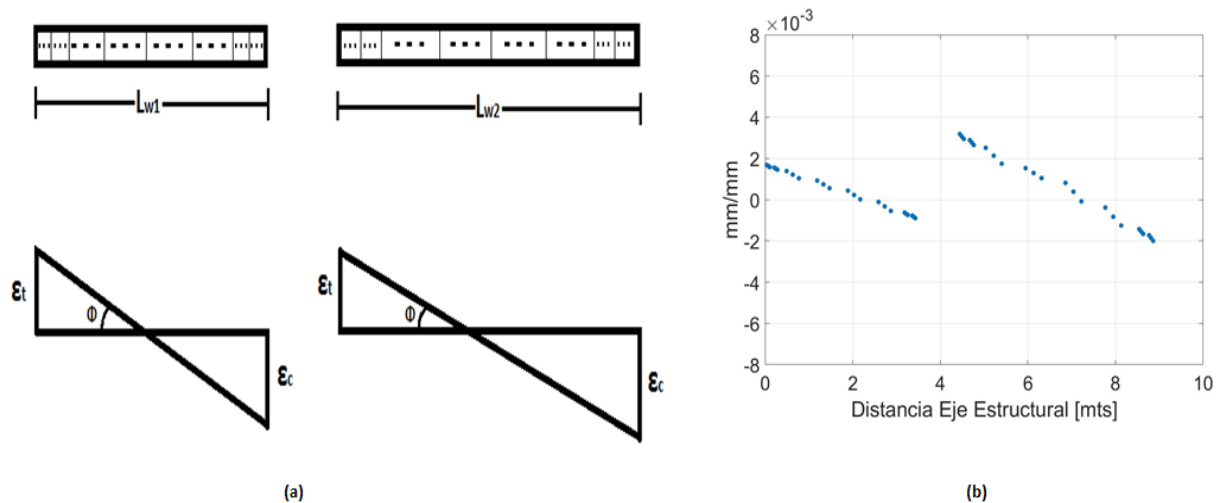 Lw1
Lw2
εt
Φ
εc
εt
Φ
εc
(a)
×10-3
8
6
4
2
0
-2
-4
-6
-8
mm/mm
0 2 4 6 8 10
Distancia Eje Estructural [mts]
(b)